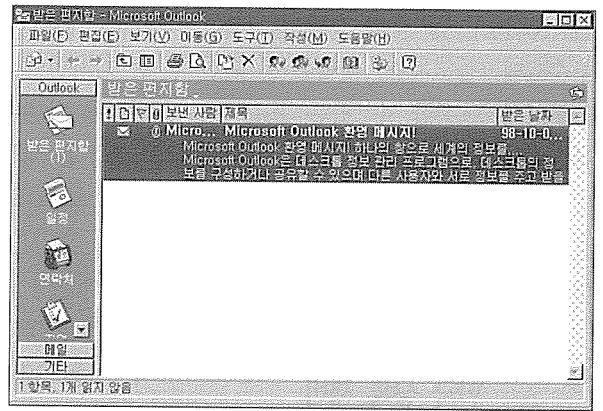 받은 편지함 - Microsoft Outlook
파일(F) 편집(E) 보기(V) 이동(G) 도구(T) 작성(M) 도움말(H)
Outlook 받은 편지함
보낸 사람 제목 받은 날짜
Micro... Microsoft Outlook 환영 메시지! 98-10-0...
Microsoft Outlook 환영 메시지! 하나의 창으로 세계의 정보를...
Microsoft Outlook은 데스크톱 정보 관리 프로그램으로, 데스크톱의 정
보를 구성하거나 공유할 수 있으며 다른 사용자와 서로 정보를 주고 받을
받은 편지함
(1)
일정
연락처
메일
기타
1 항목, 1개 읽지 않음